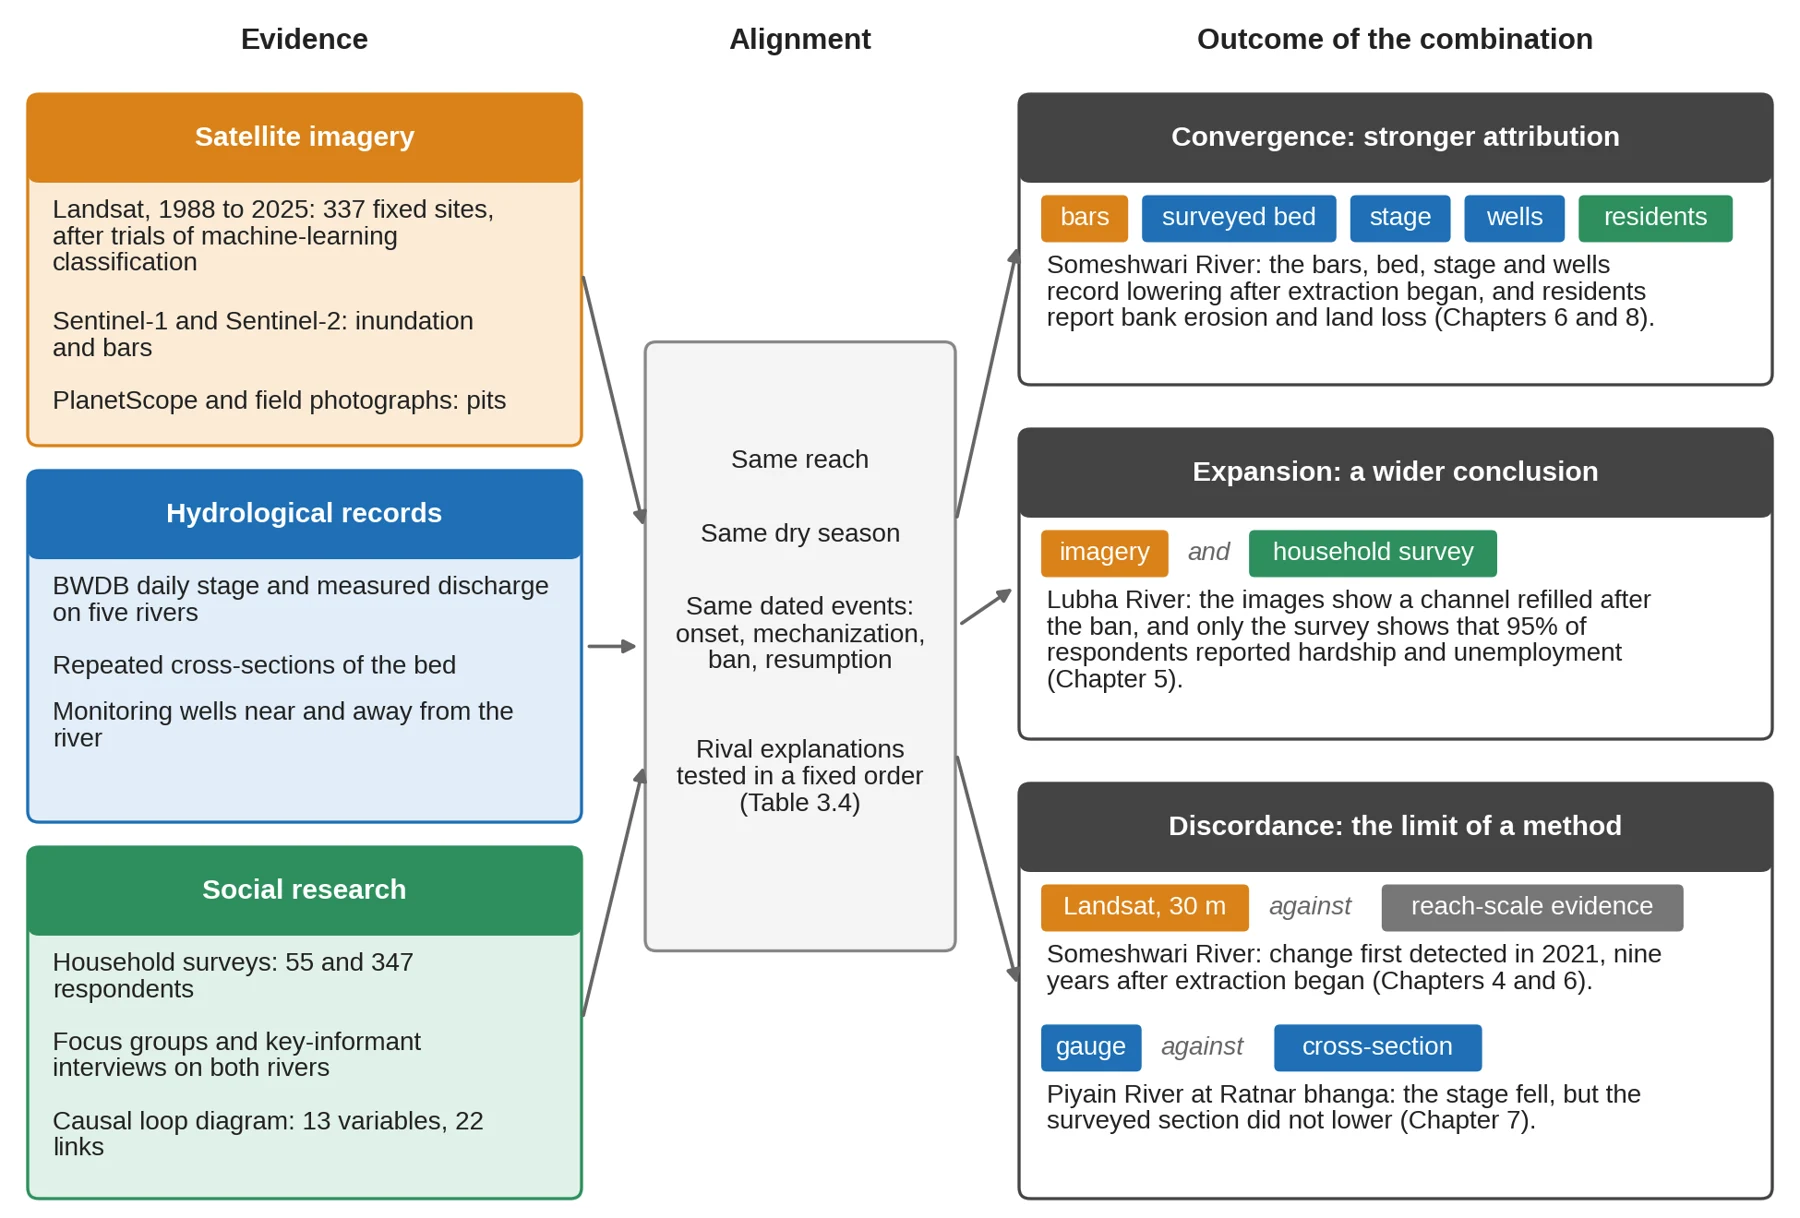 Evidence
Alignment
Outcome of the combination
Satellite imagery
Landsat, 1988 to 2025: 337 fixed sites,
after trials of machine-learning
classification
Sentinel-1 and Sentinel-2: inundation
and bars
PlanetScope and field photographs: pits
Hydrological records
BWDB daily stage and measured discharge
on five rivers
Repeated cross-sections of the bed
Monitoring wells near and away from the
river
Social research
Household surveys: 55 and 347
respondents
Focus groups and key-informant
interviews on both rivers
Causal loop diagram: 13 variables, 22
links
Same reach
Same dry season
Same dated events:
onset, mechanization,
ban, resumption
Rival explanations
tested in a fixed order
(Table 3.4)
Convergence: stronger attribution
bars surveyed bed stage wells residents
Someshwari River: the bars, bed, stage and wells
record lowering after extraction began, and residents
report bank erosion and land loss (Chapters 6 and 8).
Expansion: a wider conclusion
imagery and household survey
Lubha River: the images show a channel refilled after
the ban, and only the survey shows that 95% of
respondents reported hardship and unemployment
(Chapter 5).
Discordance: the limit of a method
Landsat, 30 m against reach-scale evidence
Someshwari River: change first detected in 2021, nine
years after extraction began (Chapters 4 and 6).
gauge against cross-section
Piyain River at Ratnar bhanga: the stage fell, but the
surveyed section did not lower (Chapter 7).